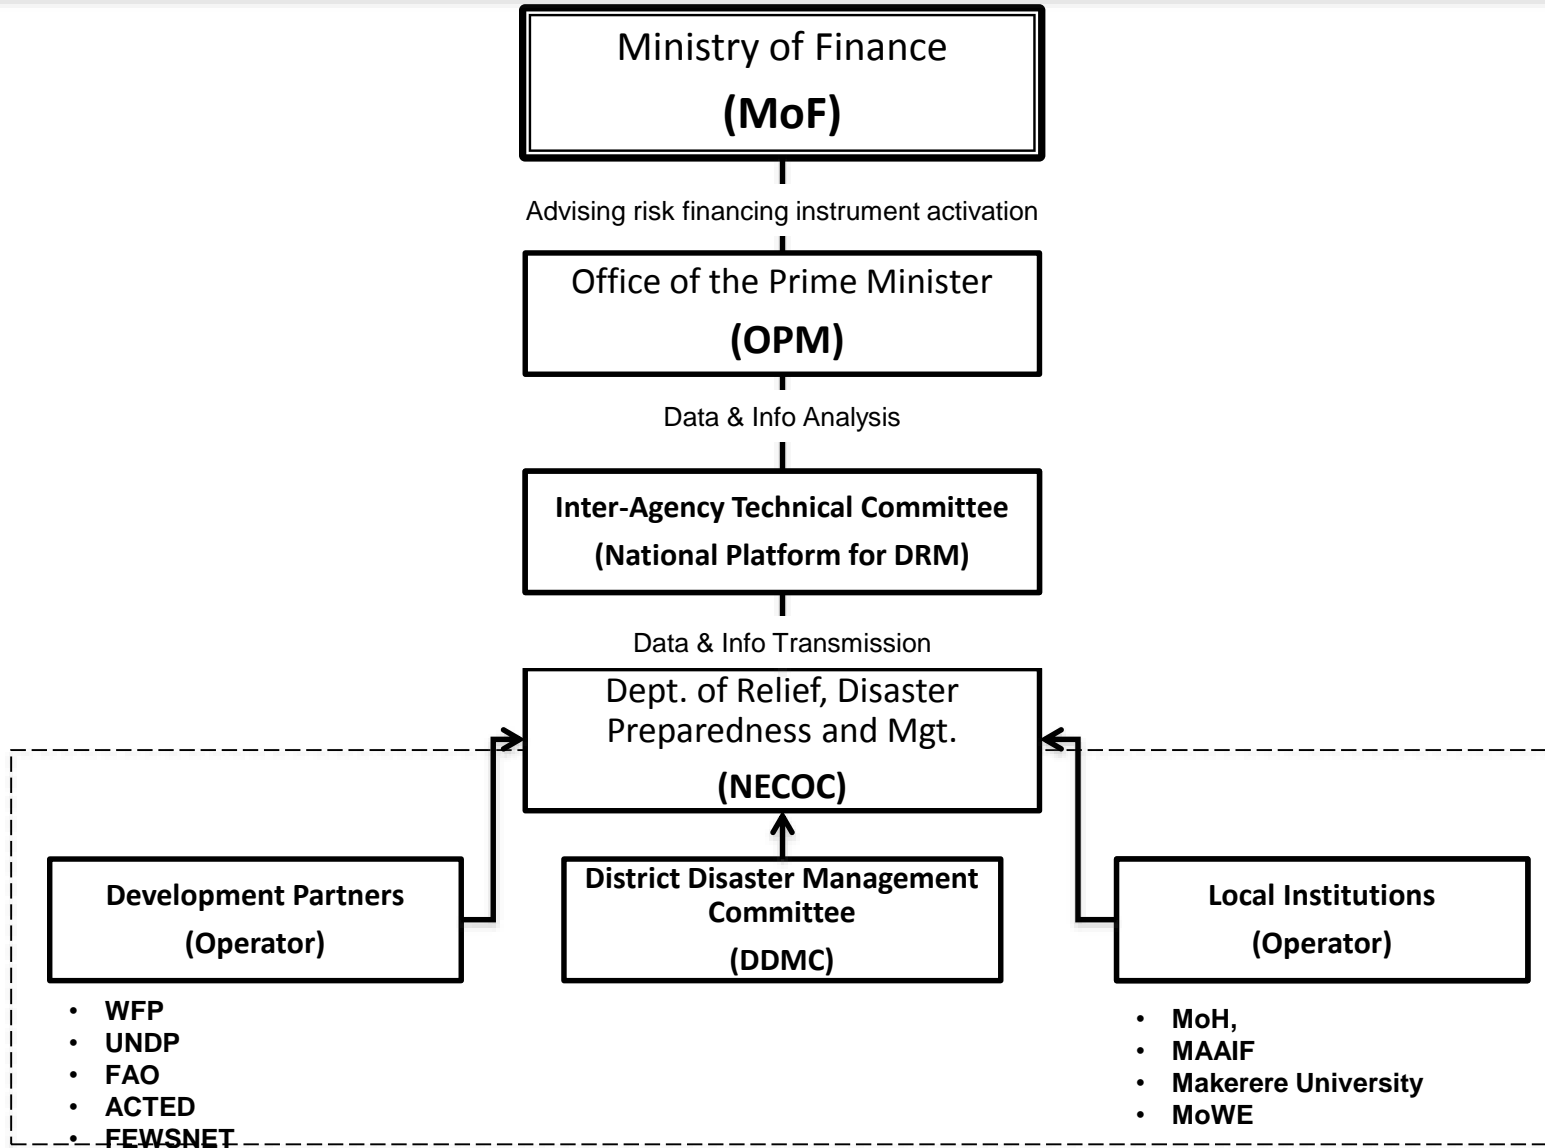 Ministry of Finance
(MoF)
Advising risk financing instrument activation
Office of the Prime Minister
(OPM)
Data & Info Analysis
Inter-Agency Technical Committee
(National Platform for DRM)
Data & Info Transmission
Dept. of Relief, Disaster
Preparedness and Mgt.
(NECOC)
Development Partners
(Operator)
• WFP
• UNDP
• FAO
• ACTED
• FEWSNET
District Disaster Management
Committee
(DDMC)
Local Institutions
(Operator)
• MoH,
• MAAIF
• Makerere University
• MoWE